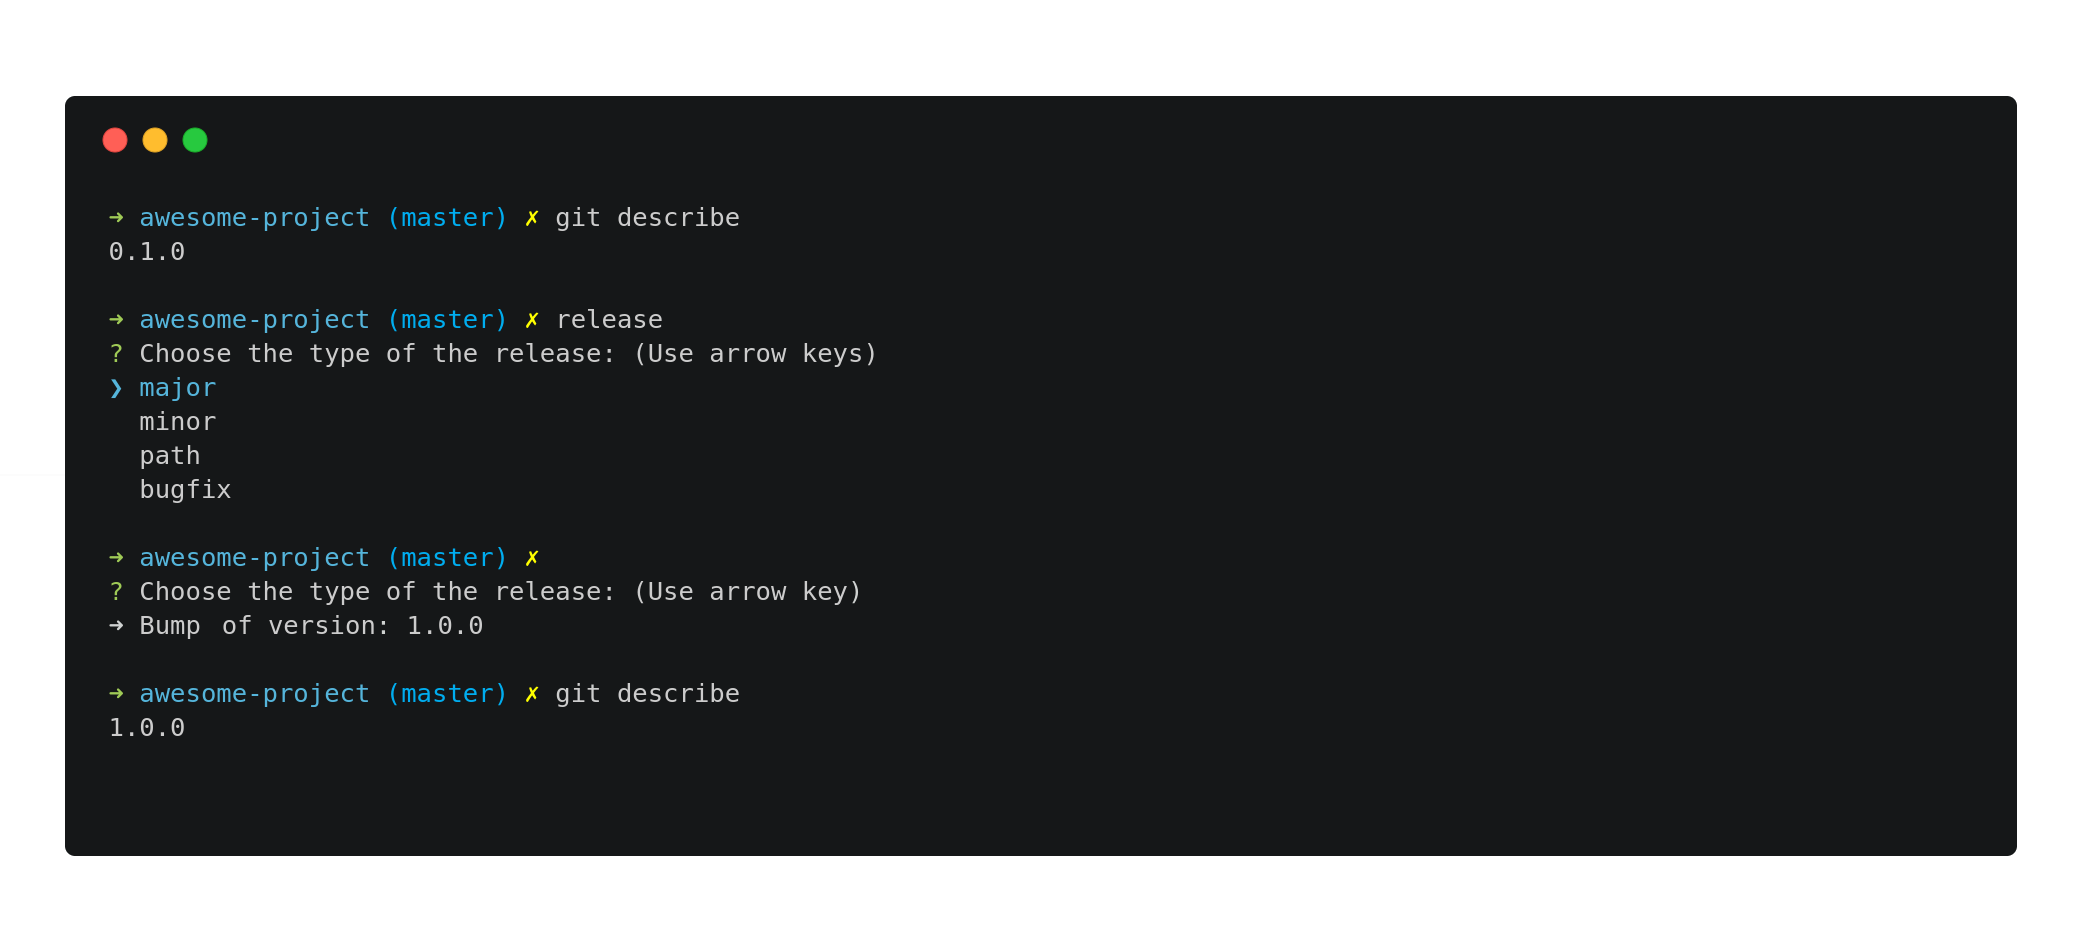 ➜ awesome-project (master) ✗ git describe
0.1.0
➜ awesome-project (master) ✗ release
? Choose the type of the release: (Use arrow keys)
❯ major
minor
path
bugfix
➜ awesome-project (master) ✗
? Choose the type of the release: (Use arrow key)
➜ Bump of version: 1.0.0
➜ awesome-project (master) ✗ git describe
1.0.0